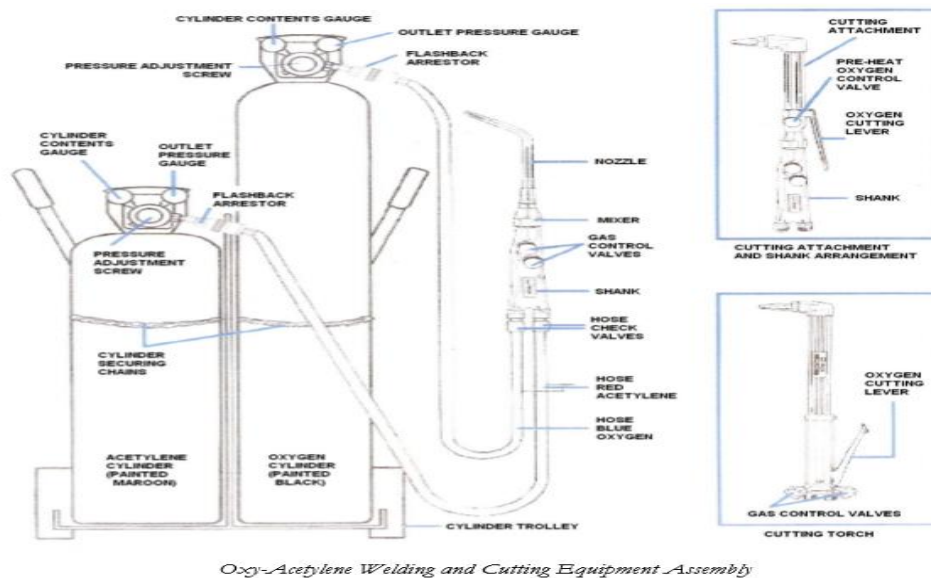 CYLINDER CONTENTS GAUGE
OUTLET PRESSURE GAUGE
FLASHBACK
ARRESTOR
PRESSURE ADJUSTMENT
SCREW
CYLINDER
CONTENTS
GAUGE
OUTLET
PRESSURE
GAUGE
FLASHBACK
ARRESTOR
PRESSURE
ADJUSTMENT
SCREW
CYLINDER
SECURING
CHAINS
ACETYLENE
CYLINDER
(PAINTED
MAROON)
OXYGEN
CYLINDER
(PAINTED
BLACK)
NOZZLE
MIXER
GAS
CONTROL
VALVES
SHANK
HOSE
CHECK
VALVES
HOSE
RED
ACETYLENE
HOSE
BLUE
OXYGEN
CYLINDER TROLLEY
CUTTING
ATTACHMENT
PRE-HEAT
OXYGEN
CONTROL
VALVE
OXYGEN
CUTTING
LEVER
SHANK
CUTTING ATTACHMENT
AND SHANK ARRANGEMENT
OXYGEN
CUTTING
LEVER
GAS CONTROL VALVES
CUTTING TORCH
Oxy-Acetylene Welding and Cutting Equipment Assembly